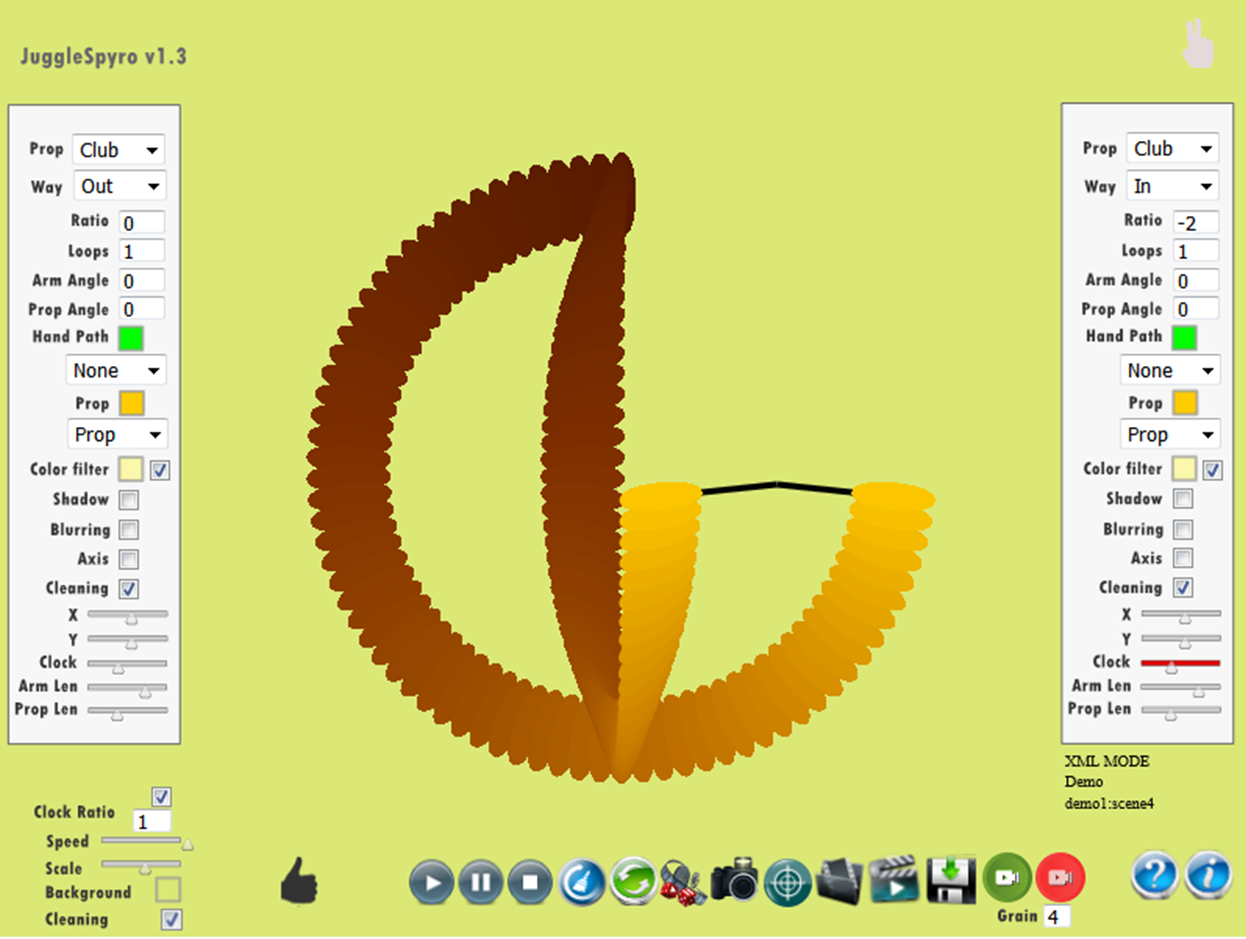 JuggleSpyro v1.3
Prop Club
Way Out
Ratio 0
Loops 1
Arm Angle 0
Prop Angle 0
Hand Path
None
Prop
Prop
Color filter
Shadow
Blurring
Axis
Cleaning
X
Y
Clock
Arm Len
Prop Len
Clock Ratio
1
Speed
Scale
Background
Cleaning
Prop Club
Way In
Ratio -2
Loops 1
Arm Angle 0
Prop Angle 0
Hand Path
None
Prop
Prop
Color filter
Shadow
Blurring
Axis
Cleaning
X
Y
Clock
Arm Len
Prop Len
XML MODE
Demo
demo1:scene4
Grain 4